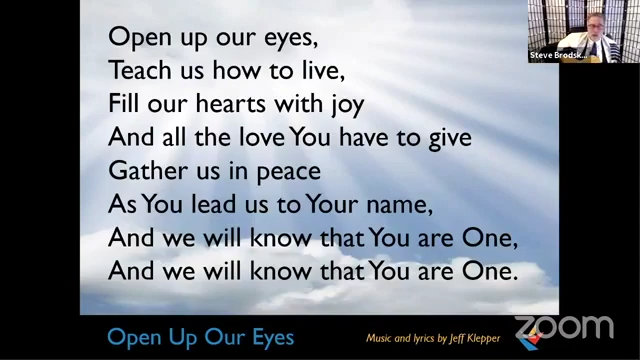 Open up our eyes,
Teach us how to live,
Fill our hearts with joy
And all the love You have to give
Gather us in peace
As You lead us to Your name,
And we will know that You are One,
And we will know that You are One.
Open Up Our Eyes
Music and lyrics by Jeff Klepper
Steve Brodsk...
zoom